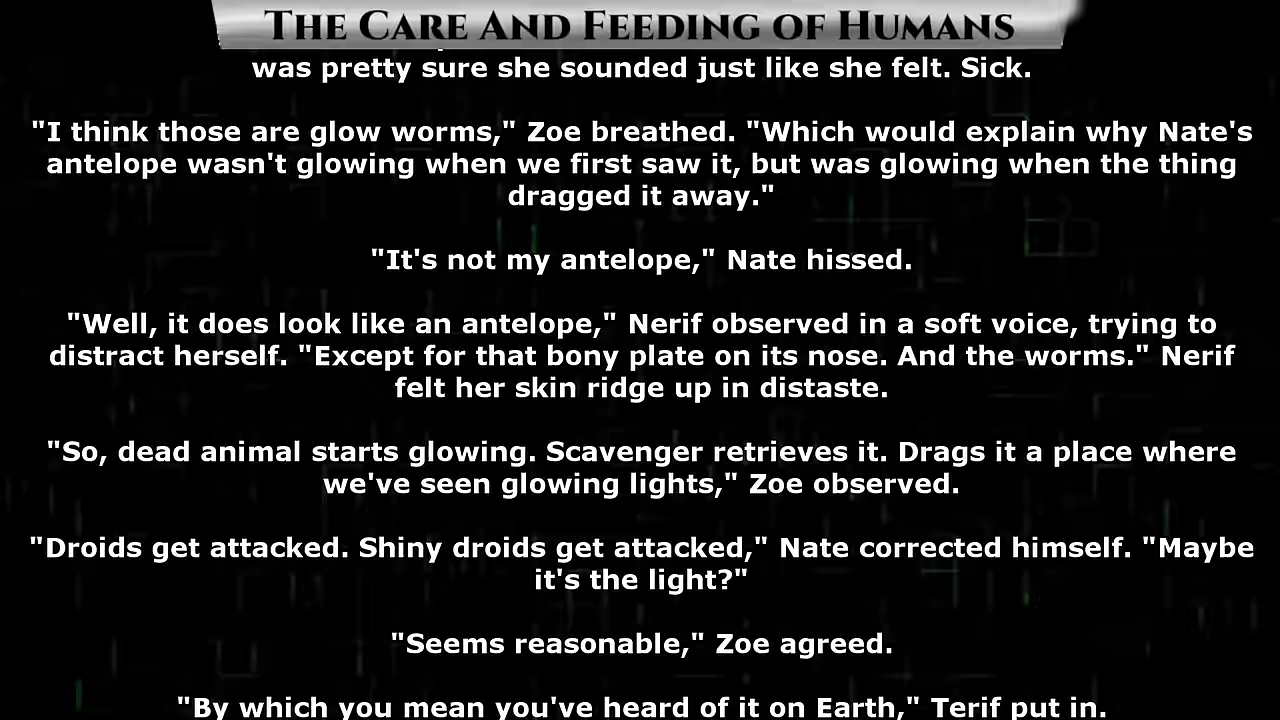 The Care And Feeding of Humans
was pretty sure she sounded just like she felt. Sick.
"I think those are glow worms," Zoe breathed. "Which would explain why Nate's
antelope wasn't glowing when we first saw it, but was glowing when the thing
dragged it away."
"It's not my antelope," Nate hissed.
"Well, it does look like an antelope," Nerif observed in a soft voice, trying to
distract herself. "Except for that bony plate on its nose. And the worms." Nerif
felt her skin ridge up in distaste.
"So, dead animal starts glowing. Scavenger retrieves it. Drags it a place where
we've seen glowing lights," Zoe observed.
"Droids get attacked. Shiny droids get attacked," Nate corrected himself. "Maybe
it's the light?"
"Seems reasonable," Zoe agreed.
"By which you mean you've heard of it on Earth," Terif put in.